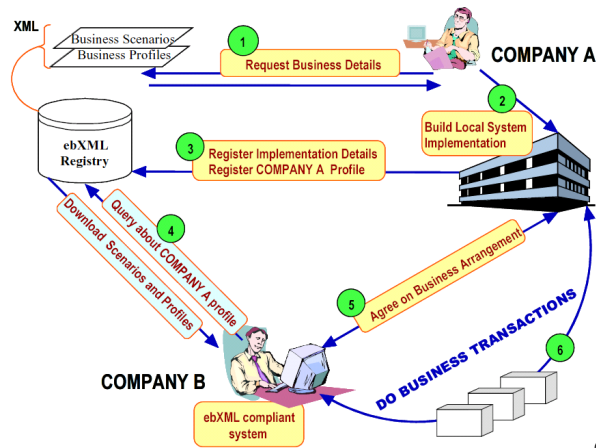 XML
Business Scenarios
Business Profiles
1
Request Business Details
COMPANY A
2
Build Local System
Implementation
ebXML
Registry
3
Register Implementation Details
Register COMPANY A Profile
4
Query about COMPANY A profile
Download Scenarios and Profiles
5
Agree on Business Arrangement
DO BUSINESS TRANSACTIONS
6
COMPANY B
ebXML compliant
system